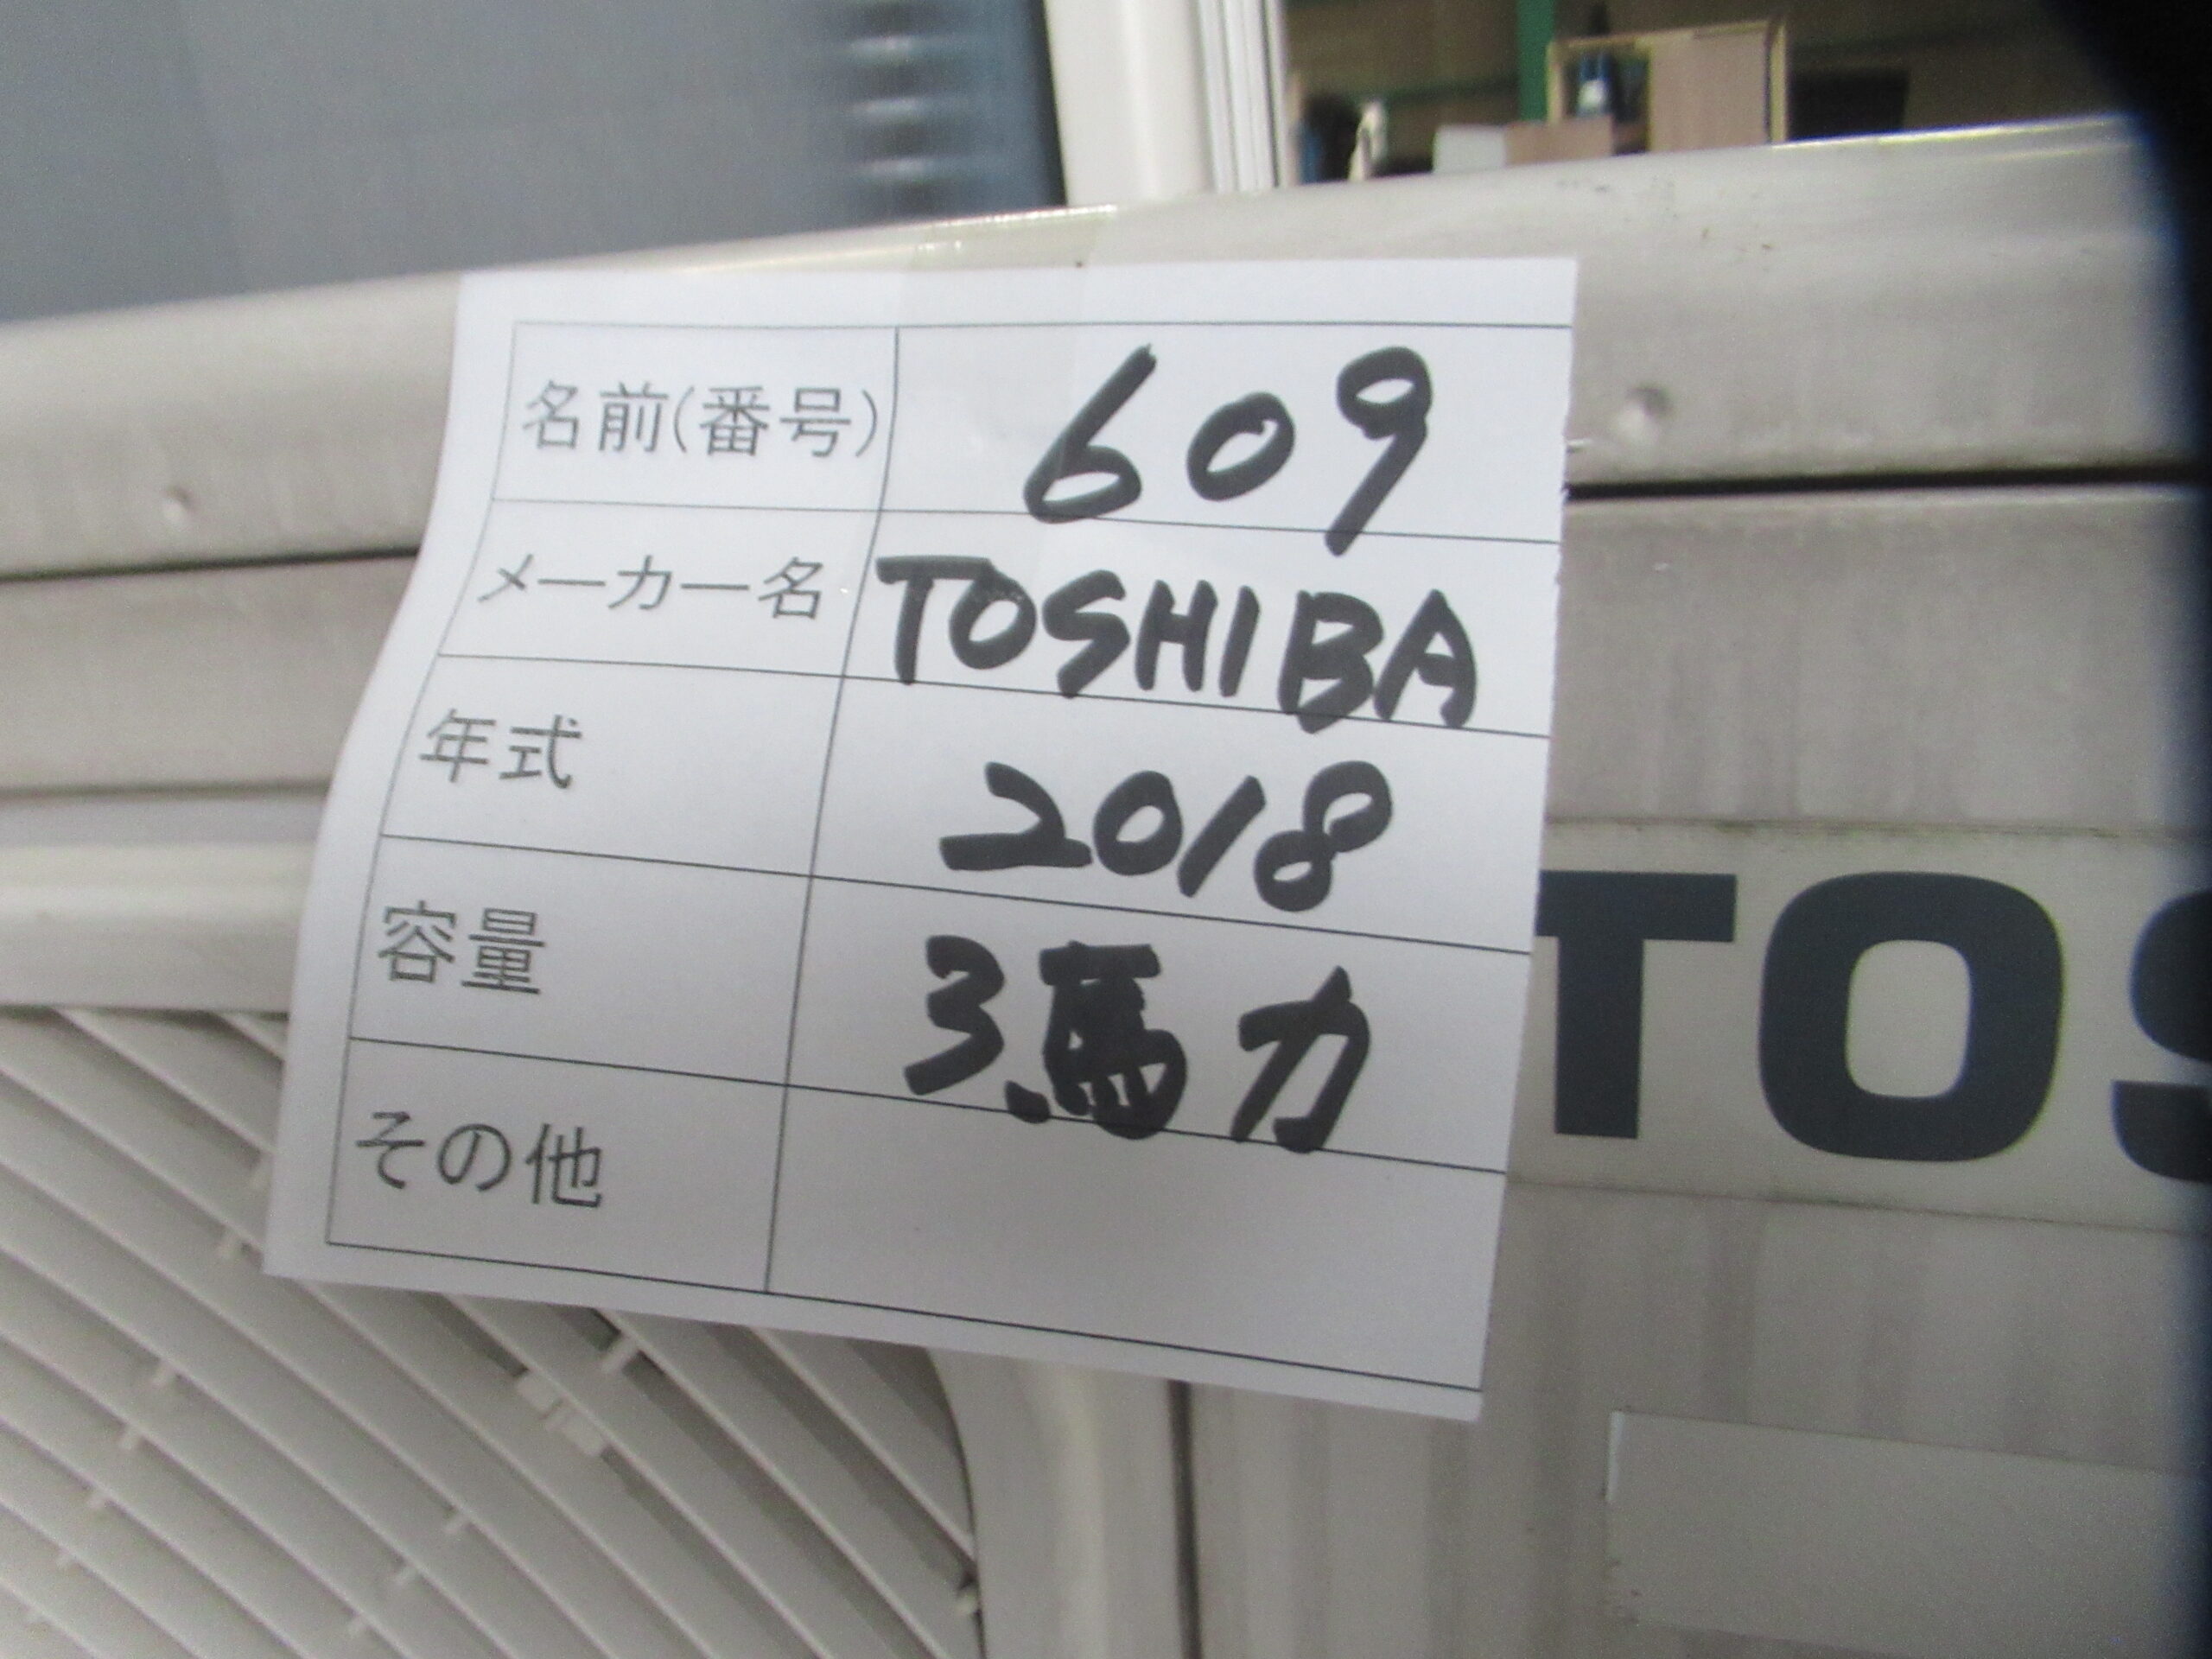 名前(番号) 609
メーカー名 TOSHIBA
年式 2018
容量 3馬力
その他
TOS